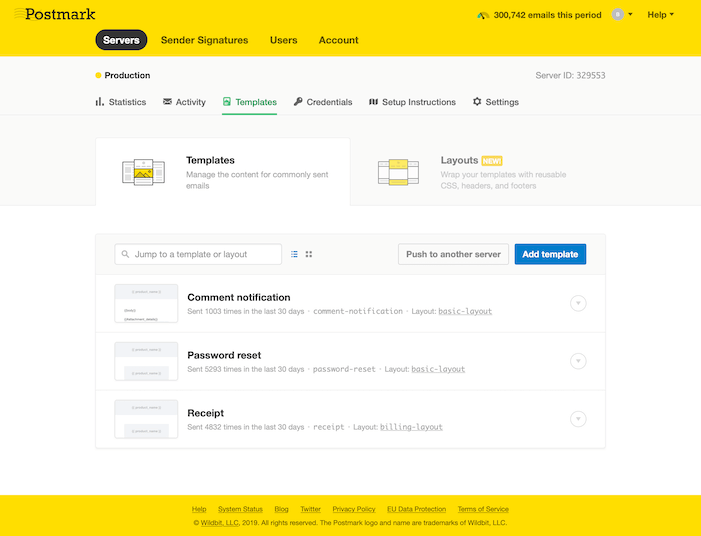 Postmark
300,742 emails this period
Help
Servers
Sender Signatures
Users
Account
Production
Server ID: 329553
Statistics
Activity
Templates
Credentials
Setup Instructions
Settings
Templates
Manage the content for commonly sent
emails
Layouts NEW!
Wrap your templates with reusable
CSS, headers, and footers
Jump to a template or layout
Push to another server
Add template
Comment notification
Sent 1003 times in the last 30 days · comment-notification · Layout: basic-layout
Password reset
Sent 5293 times in the last 30 days · password-reset · Layout: basic-layout
Receipt
Sent 4832 times in the last 30 days · receipt · Layout: billing-layout
Help System Status Blog Twitter Privacy Policy EU Data Protection Terms of Service
© Wildbit, LLC, 2019. All rights reserved. The Postmark logo and name are trademarks of Wildbit, LLC.